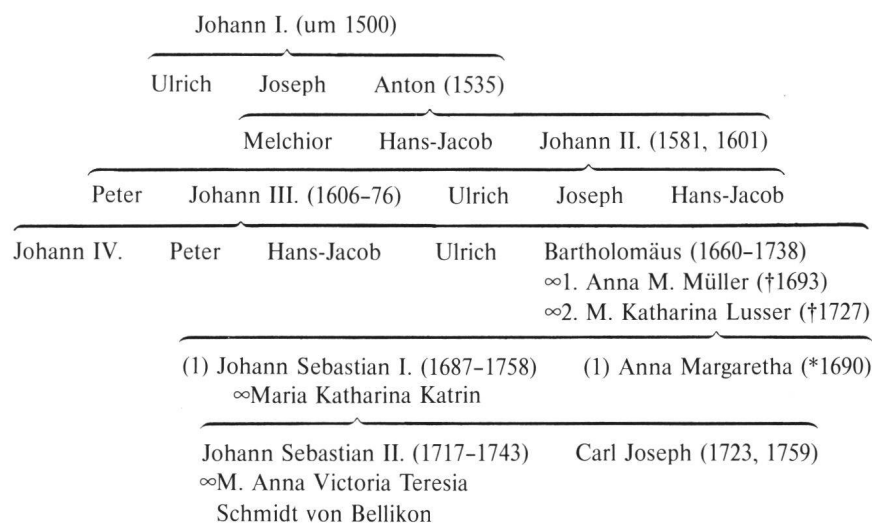 Johann I. (um 1500)
Ulrich Joseph Anton (1535)
Melchior Hans-Jacob Johann II. (1581, 1601)
Peter Johann III. (1606–76) Ulrich Joseph Hans-Jacob
Johann IV. Peter Hans-Jacob Ulrich Bartholomäus (1660–1738)
∞1. Anna M. Müller (†1693)
∞2. M. Katharina Lusser (†1727)
(1) Johann Sebastian I. (1687–1758) (1) Anna Margaretha (*1690)
∞Maria Katharina Katrin
Johann Sebastian II. (1717–1743) Carl Joseph (1723, 1759)
∞M. Anna Victoria Teresia
Schmidt von Bellikon